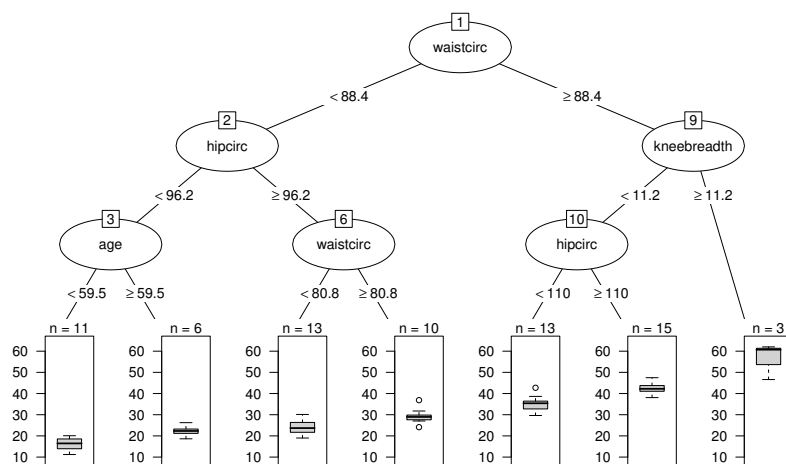 1
waistcirc
< 88.4 ≥ 88.4
2 9
hipcirc kneebreadth
< 96.2 ≥ 96.2 < 11.2 ≥ 11.2
3 6 10
age waistcirc hipcirc
< 59.5 ≥ 59.5 < 80.8 ≥ 80.8 < 110 ≥ 110
n = 11 n = 6 n = 13 n = 10 n = 13 n = 15 n = 3
60 60 60 60 60 60 60
50 50 50 50 50 50 50
40 40 40 40 40 40 40
30 30 30 30 30 30 30
20 20 20 20 20 20 20
10 10 10 10 10 10 10